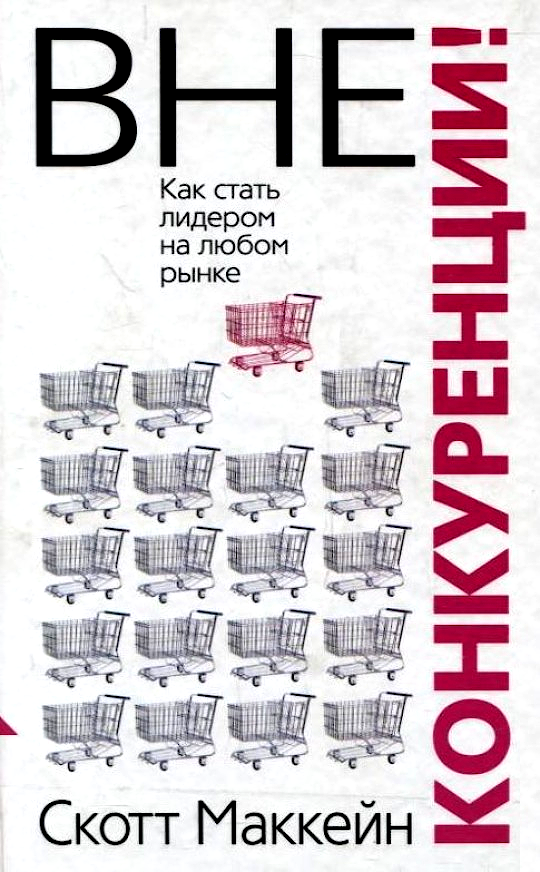 ВНЕ
КОНКУРЕНЦИИ!
Как стать
лидером
на любом
рынке
Скотт Маккейн